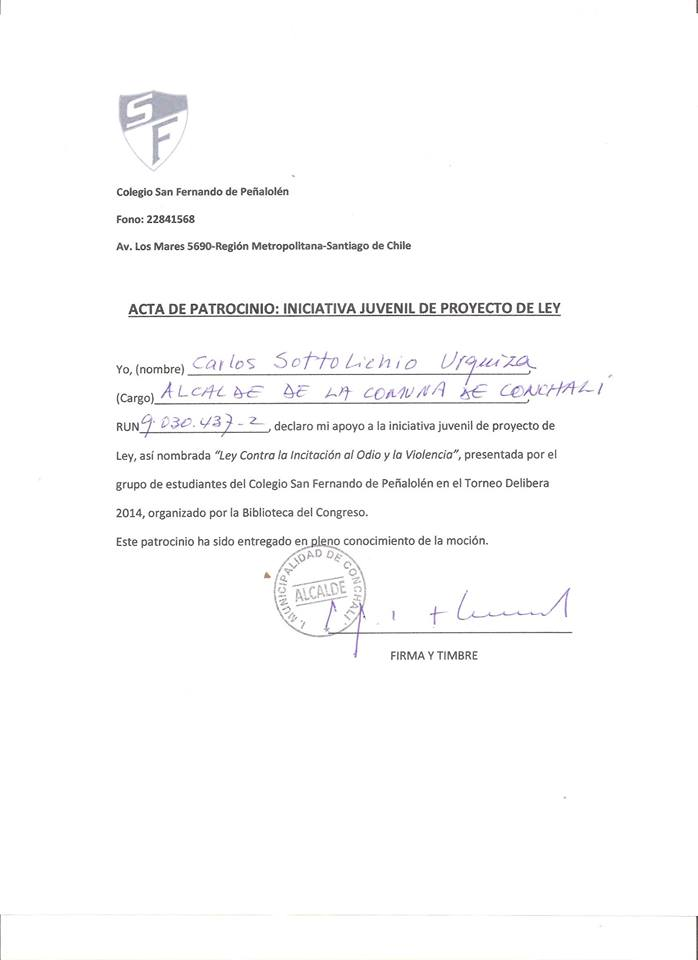 SF
Colegio San Fernando de Peñalolén
Fono: 22841568
Av. Los Mares 5690-Región Metropolitana-Santiago de Chile
ACTA DE PATROCINIO: INICIATIVA JUVENIL DE PROYECTO DE LEY
Yo, (nombre) Carlos Sottolichio Urquiza
(Cargo) ALCALDE DE LA COMUNA DE CONCHALÍ
RUN 9.030.437-2, declaro mi apoyo a la iniciativa juvenil de proyecto de
Ley, así nombrada “Ley Contra la Incitación al Odio y la Violencia”, presentada por el
grupo de estudiantes del Colegio San Fernando de Peñalolén en el Torneo Delibera
2014, organizado por la Biblioteca del Congreso.
Este patrocinio ha sido entregado en pleno conocimiento de la moción.
I. MUNICIPALIDAD DE CONCHALI
ALCALDE
FIRMA Y TIMBRE